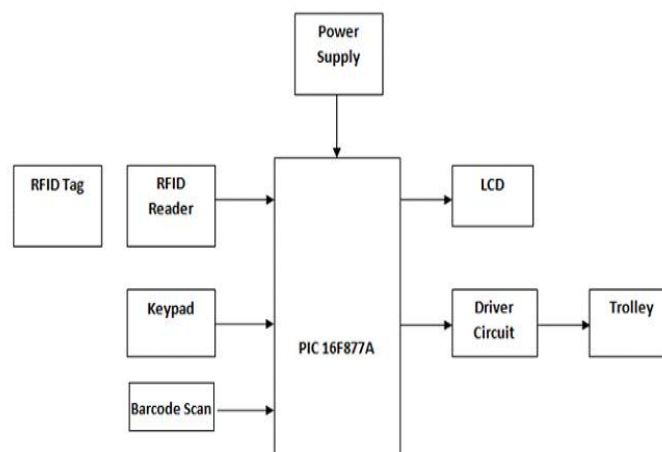 Power
Supply
RFID Tag
RFID
Reader
LCD
Keypad
PIC 16F877A
Driver
Circuit
Trolley
Barcode Scan